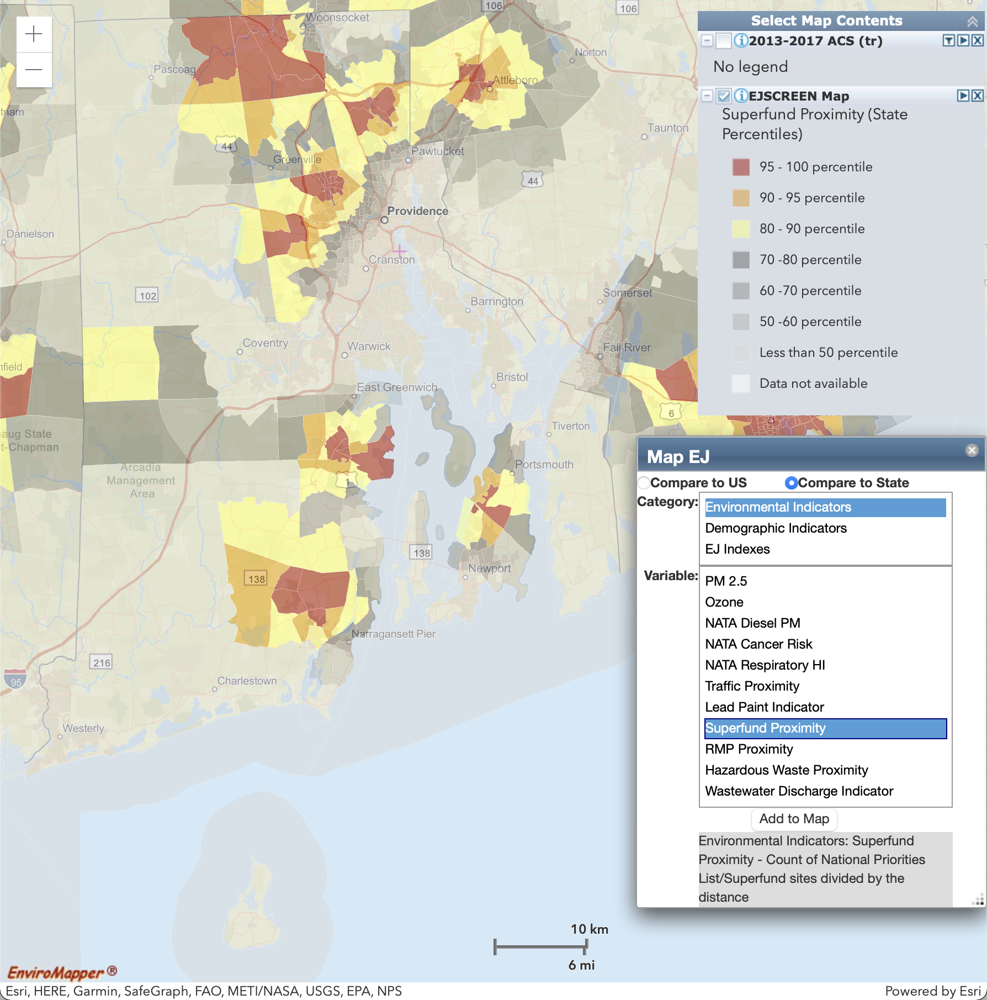 106
106
Woonsocket
Norton
Pascoag
Attleboro
tnam
Taunton
44
Pawtucket
Greenville
44
Providence
Danielson
Cranston
102
Somerset
Barrington
Coventry
Warwick
Fall River
nfield
Bristol
East Greenwich
6
Tiverton
aug State
t-Chapman
Portsmouth
Arcadia
Management
Area
1
138
Newport
138
Narragansett Pier
216
Charlestown
95
Westerly
Select Map Contents
2013-2017 ACS (tr)
No legend
EJSCREEN Map
Superfund Proximity (State
Percentiles)
95 - 100 percentile
90 - 95 percentile
80 - 90 percentile
70 -80 percentile
60 -70 percentile
50 -60 percentile
Less than 50 percentile
Data not available
Map EJ
Compare to US
Compare to State
Category:
Environmental Indicators
Demographic Indicators
EJ Indexes
Variable:
PM 2.5
Ozone
NATA Diesel PM
NATA Cancer Risk
NATA Respiratory HI
Traffic Proximity
Lead Paint Indicator
Superfund Proximity
RMP Proximity
Hazardous Waste Proximity
Wastewater Discharge Indicator
Add to Map
Environmental Indicators: Superfund
Proximity - Count of National Priorities
List/Superfund sites divided by the
distance
10 km
6 mi
EnviroMapper ®
Esri, HERE, Garmin, SafeGraph, FAO, METI/NASA, USGS, EPA, NPS
Powered by Esri